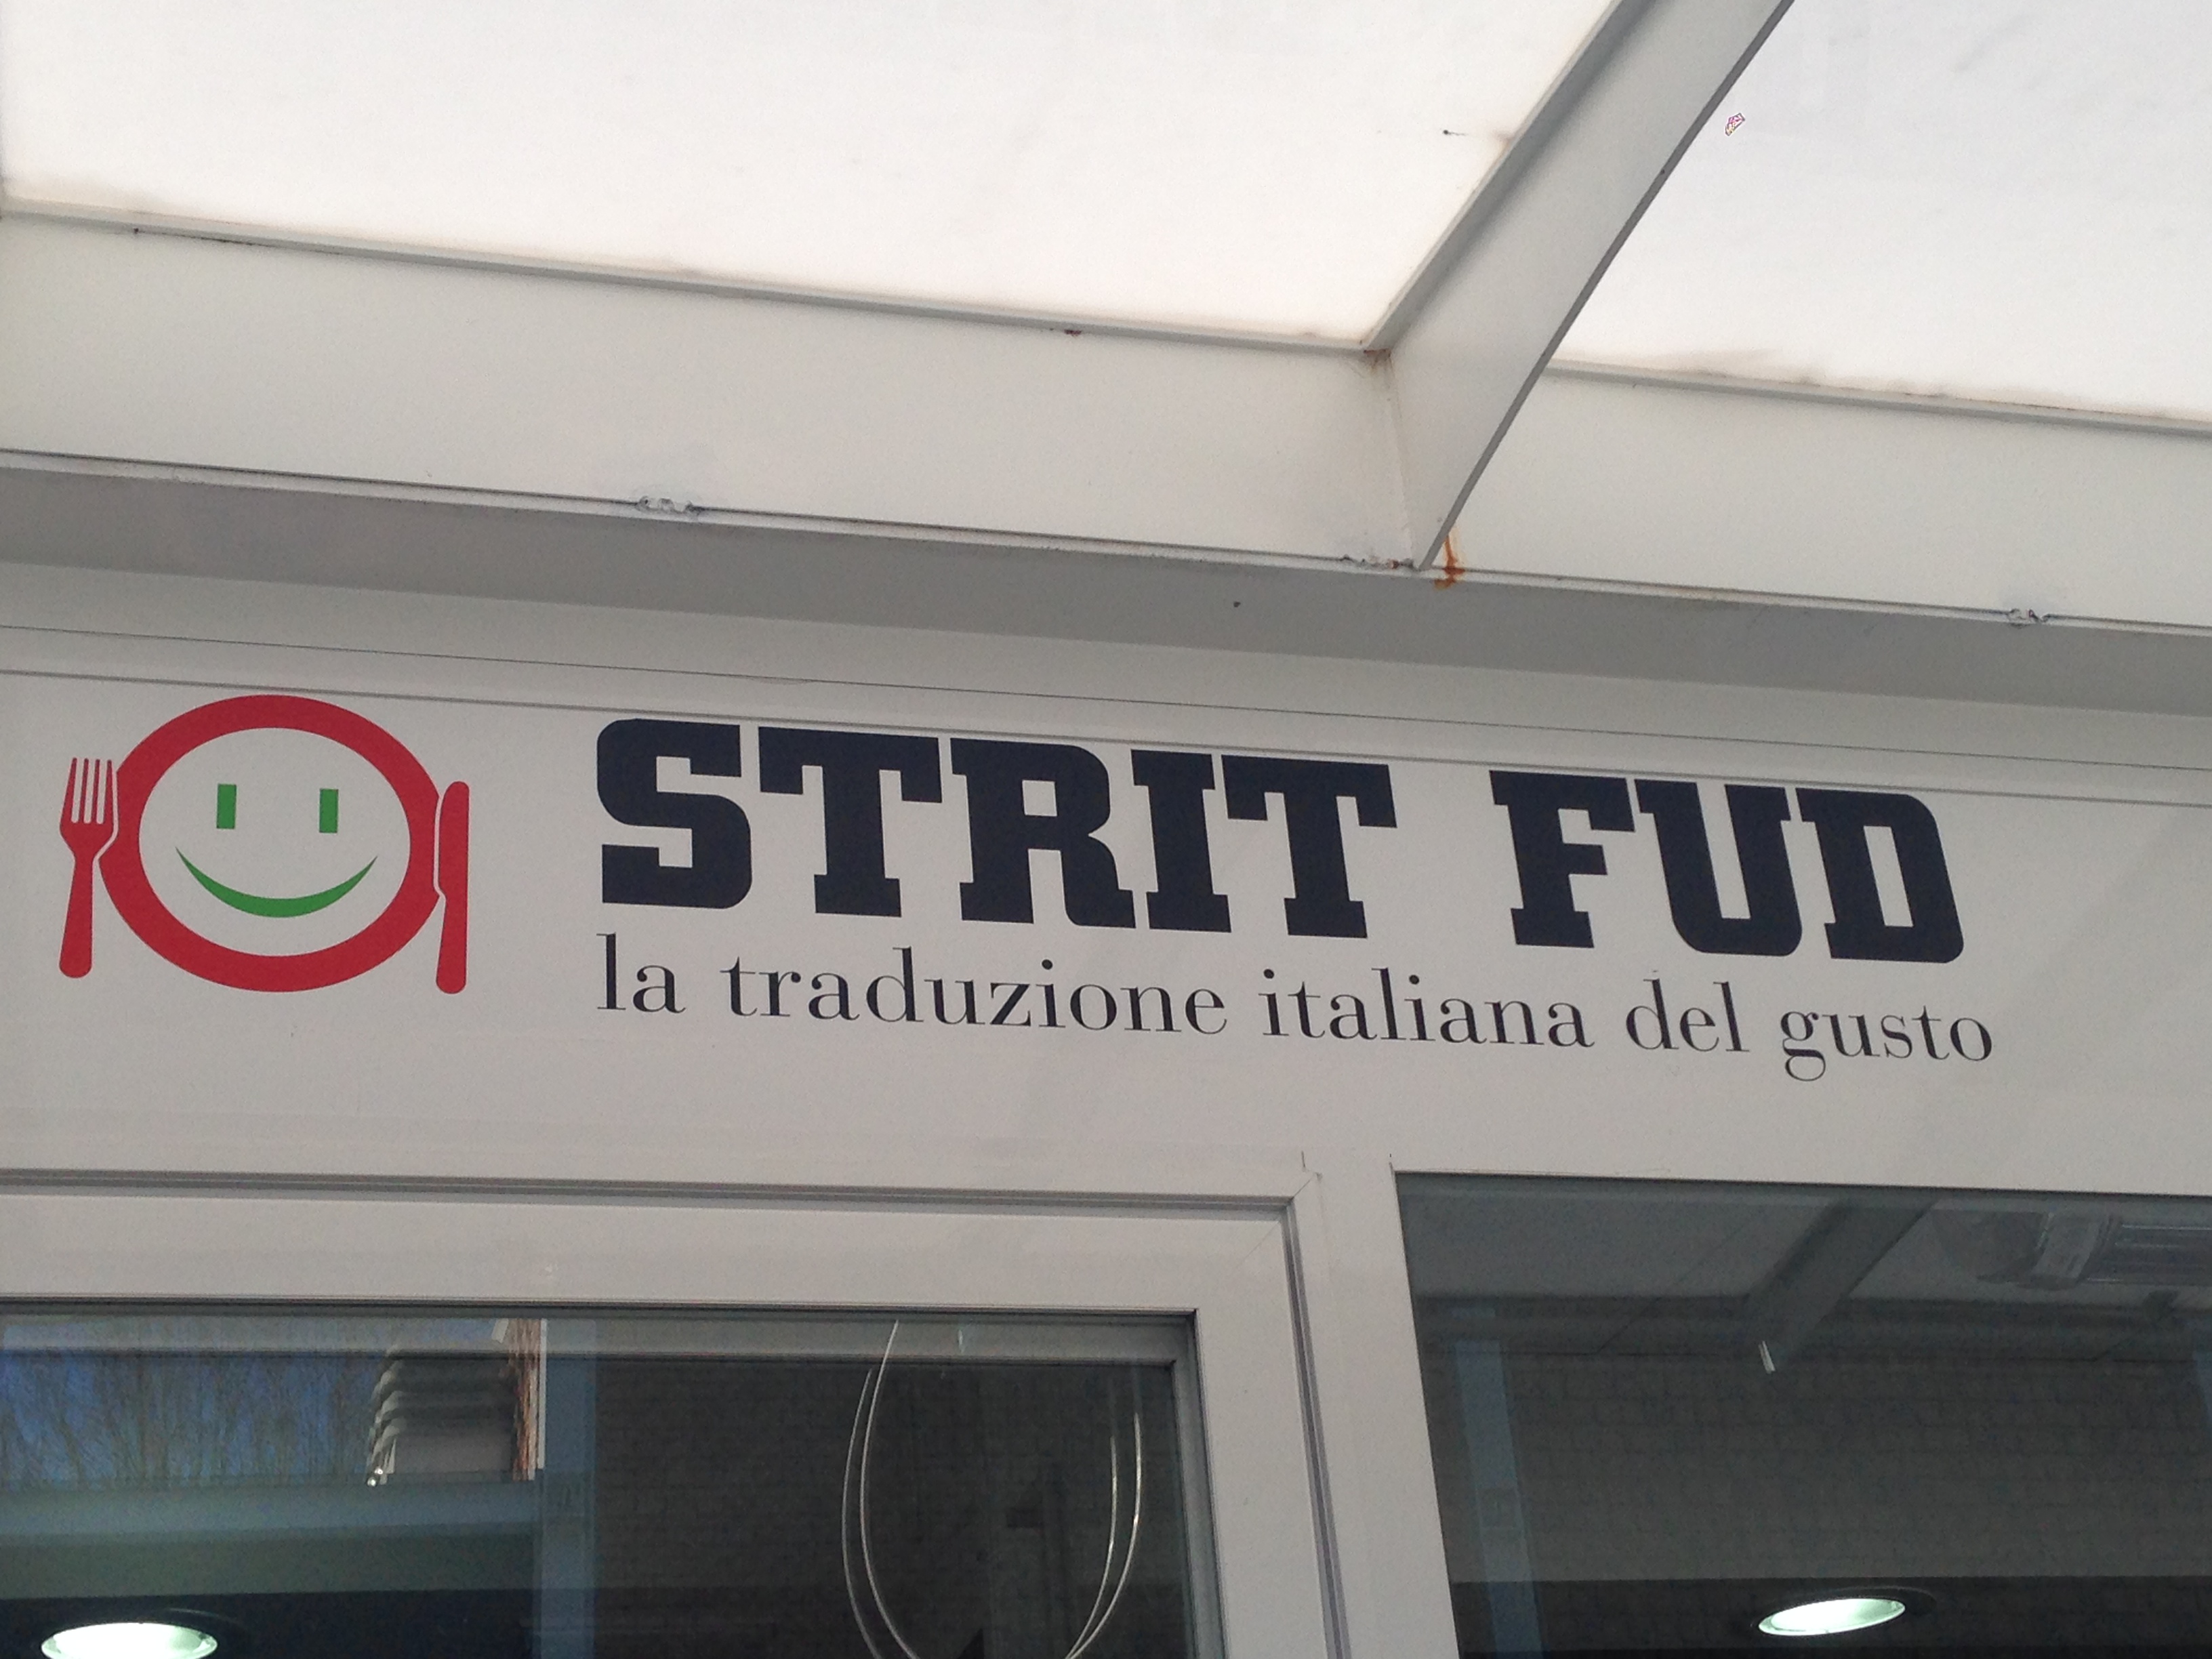 STRIT FUD
la traduzione italiana del gusto